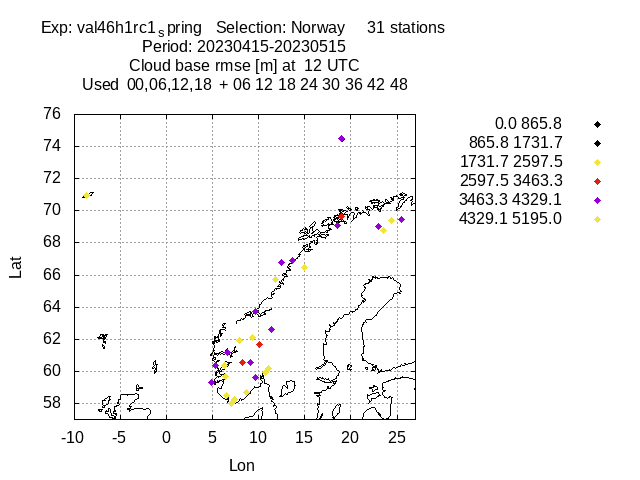 Exp: val46h1rc1spring Selection: Norway 31 stations
Period: 20230415-20230515
Cloud base rmse [m] at 12 UTC
Used 00,06,12,18 + 06 12 18 24 30 36 42 48
76
74
72
70
68
66
64
62
60
58
Lat
-10 -5 0 5 10 15 20 25
Lon
0.0 865.8
865.8 1731.7
1731.7 2597.5
2597.5 3463.3
3463.3 4329.1
4329.1 5195.0